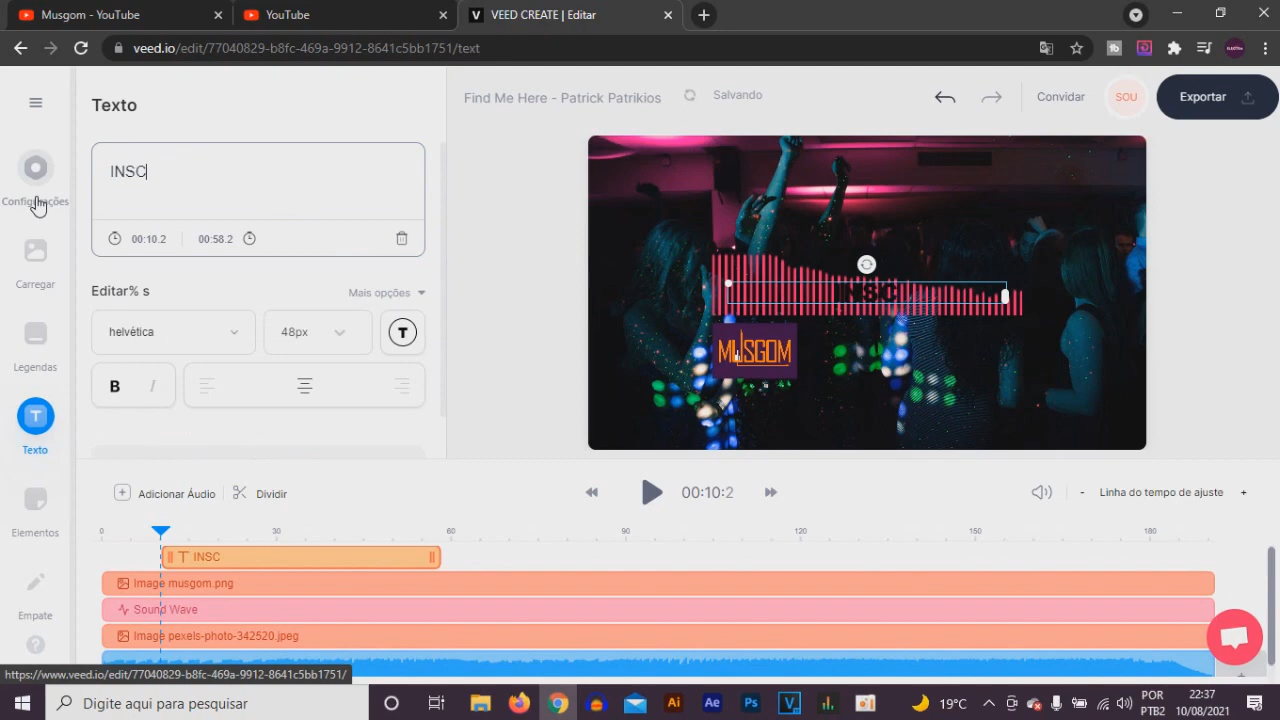 Musgom - YouTube
YouTube
VEED CREATE | Editar
veed.io/edit/77040829-b8fc-469a-9912-8641c5bb1751/text
Texto
Find Me Here - Patrick Patrikios
Salvando
Convidar
SOU
Exportar
INSC
00:10.2
00:58.2
Configurações
Carregar
Legendas
Texto
Elementos
Empate
Editar% s
Mais opções
helvética
48px
T
B
I
INSC
MUSGOM
Adicionar Áudio
Dividir
00:10:2
- Linha do tempo de ajuste +
0
30
60
90
120
150
180
INSC
Image musgom.png
Sound Wave
Image pexels-photo-342520.jpeg
https://www.veed.io/edit/77040829-b8fc-469a-9912-8641c5bb1751/
Digite aqui para pesquisar
Ai
Ae
Ps
V
19°C
POR
PTB2
22:37
10/08/2021